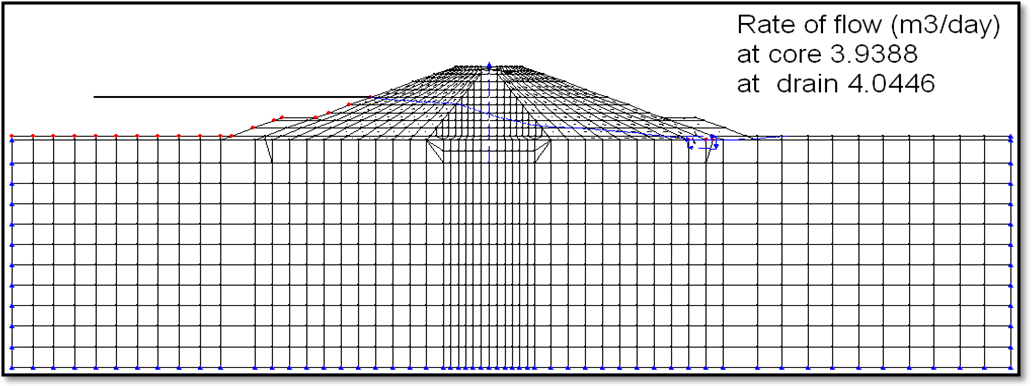 Rate of flow (m3/day)
at core 3.9388
at drain 4.0446